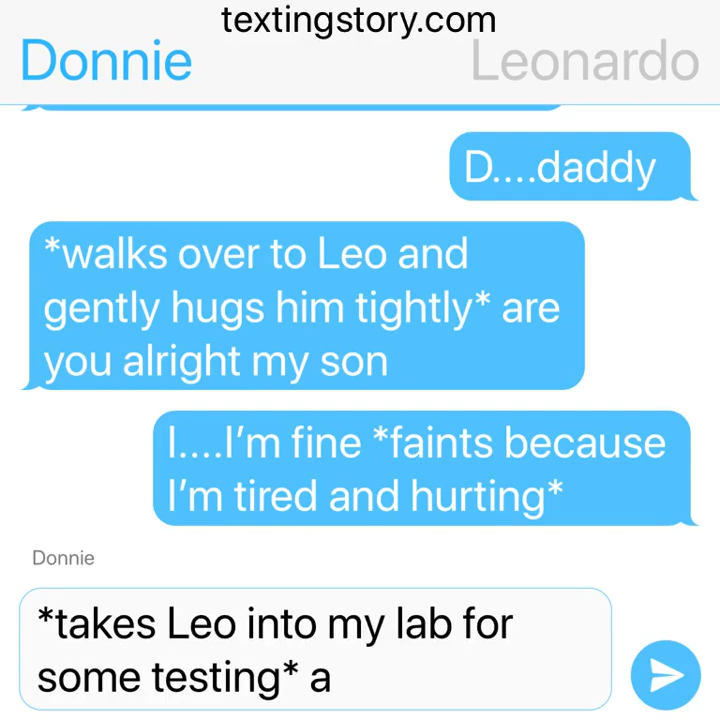 textingstory.com
Donnie
Leonardo
D....daddy
*walks over to Leo and
gently hugs him tightly* are
you alright my son
I....I’m fine *faints because
I’m tired and hurting*
Donnie
*takes Leo into my lab for
some testing* a